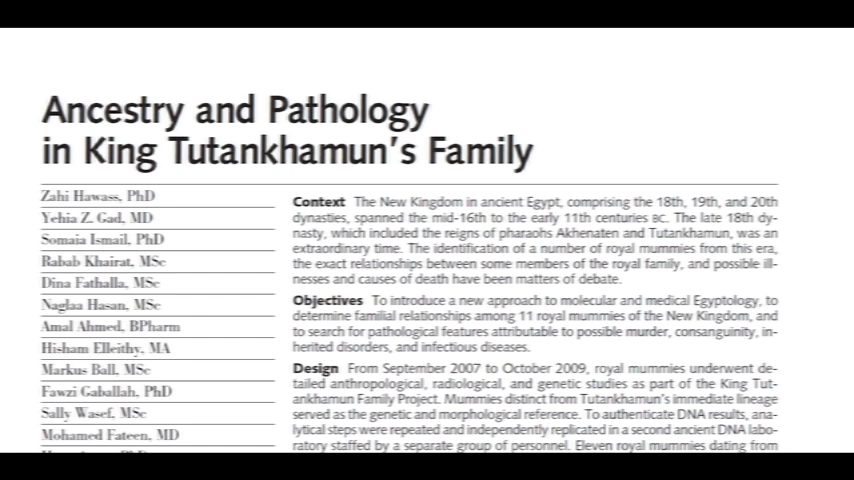 Ancestry and Pathology
in King Tutankhamun's Family
Zahi Hawass, PhD
Yehia Z. Gad, MD
Somaia Ismail, PhD
Rabab Khairat, MSc
Dina Fathalla, MSc
Naglaa Hasan, MSc
Amal Ahmed, BPharm
Hisham Elleithy, MA
Markus Ball, MSc
Fawzi Gaballah, PhD
Sally Wasef, MSc
Mohamed Fateen, MD
Context The New Kingdom in ancient Egypt, comprising the 18th, 19th, and 20th
dynasties, spanned the mid-16th to the early 11th centuries BC. The late 18th dy-
nasty, which included the reigns of pharaohs Akhenaten and Tutankhamun, was an
extraordinary time. The identification of a number of royal mummies from this era,
the exact relationships between some members of the royal family, and possible ill-
nesses and causes of death have been matters of debate.
Objectives To introduce a new approach to molecular and medical Egyptology, to
determine familial relationships among 11 royal mummies of the New Kingdom, and
to search for pathological features attributable to possible murder, consanguinity, in-
herited disorders, and infectious diseases.
Design From September 2007 to October 2009, royal mummies underwent de-
tailed anthropological, radiological, and genetic studies as part of the King Tut-
ankhamun Family Project. Mummies distinct from Tutankhamun's immediate lineage
served as the genetic and morphological reference. To authenticate DNA results, ana-
lytical steps were repeated and independently replicated in a second ancient DNA labo-
ratory staffed by a separate group of personnel. Eleven royal mummies dating from